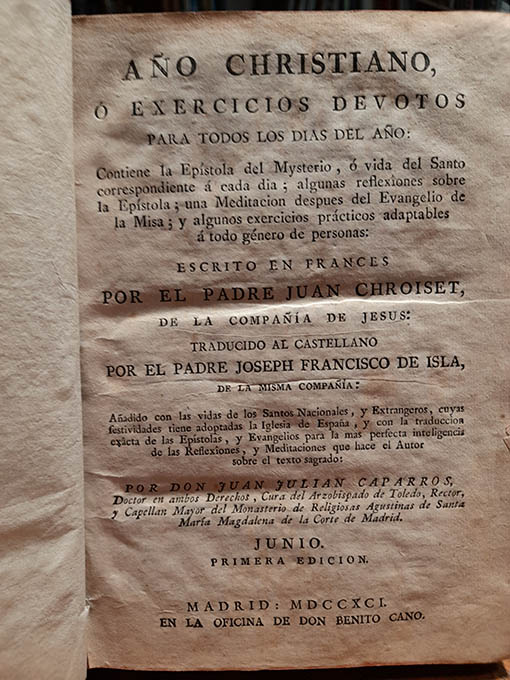 AÑO CHRISTIANO,
Ó EXERCICIOS DEVOTOS
PARA TODOS LOS DIAS DEL AÑO:
Contiene la Epístola del Mysterio, ó vida del Santo
correspondiente á cada dia; algunas reflexîones sobre
la Epístola; una Meditacion despues del Evangelio de
la Misa; y algunos exercicios prácticos adaptables
á todo género de personas:
ESCRITO EN FRANCES
POR EL PADRE JUAN CHROISET,
DE LA COMPAÑÍA DE JESUS:
TRADUCIDO AL CASTELLANO
POR EL PADRE JOSEPH FRANCISCO DE ISLA,
DE LA MISMA COMPAÑÍA:
Añadido con las vidas de los Santos Nacionales, y Extrangeros, cuyas
festividades tiene adoptadas la Iglesia de España, y con la traduccion
exâcta de las Epístolas, y Evangelios para la mas perfecta inteligencia
de las Reflexîones, y Meditaciones que hace el Autor
sobre el texto sagrado:
POR DON JUAN JULIAN CAPARRÓS,
Doctor en ambos Derechos, Cura del Arzobispado de Toledo, Rector,
y Capellan Mayor del Monasterio de Religiosas Agustinas de Santa
María Magdalena de la Corte de Madrid.
JUNIO.
PRIMERA EDICION.
MADRID: MDCCXCI.
EN LA OFICINA DE DON BENITO CANO.